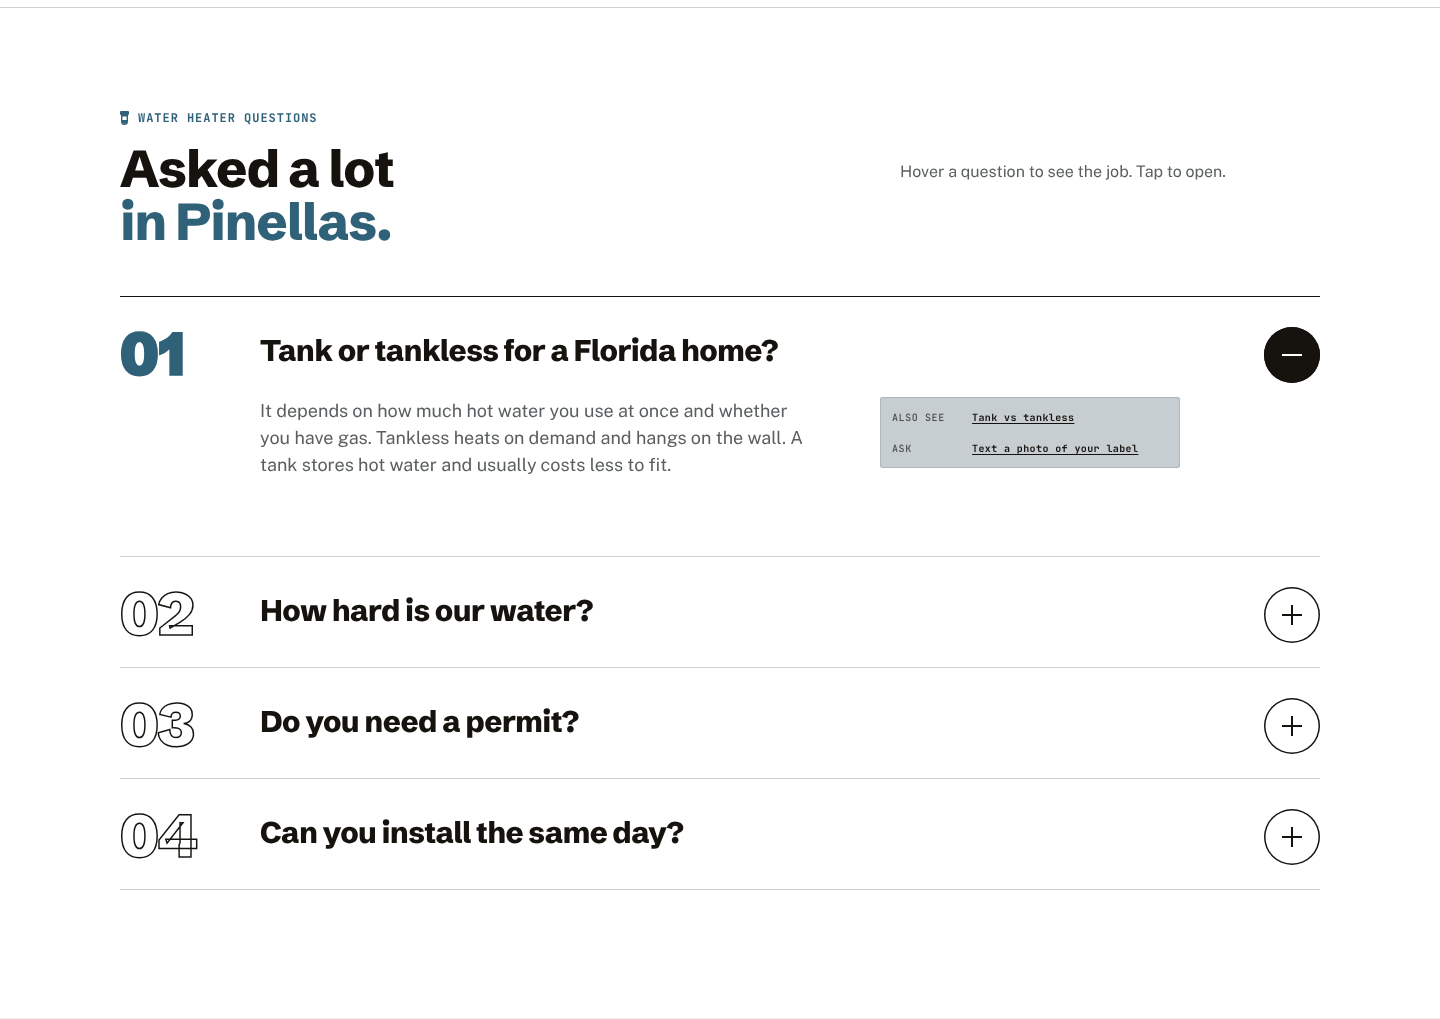 WATER HEATER QUESTIONS
Asked a lot
in Pinellas.
Hover a question to see the job. Tap to open.
01
Tank or tankless for a Florida home?
It depends on how much hot water you use at once and whether
you have gas. Tankless heats on demand and hangs on the wall. A
tank stores hot water and usually costs less to fit.
ALSO SEE Tank vs tankless
ASK Text a photo of your label
02
How hard is our water?
03
Do you need a permit?
04
Can you install the same day?